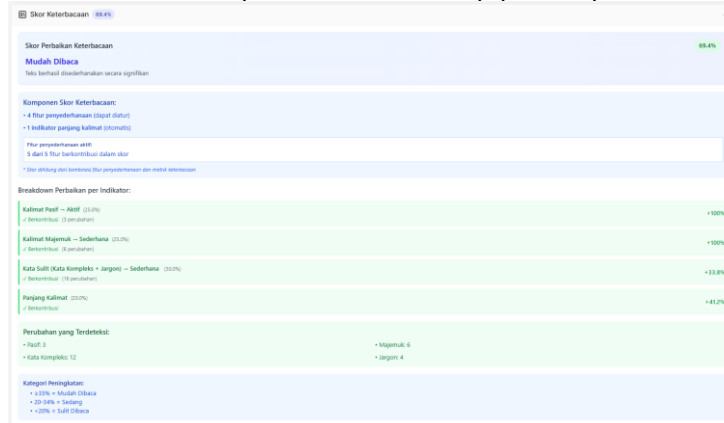 Skor Keterbacaan 69.4%
Skor Perbaikan Keterbacaan
69.4%
Mudah Dibaca
Teks berhasil disederhanakan secara signifikan
Komponen Skor Keterbacaan:
• 4 fitur penyederhanaan (dapat diatur)
• 1 indikator panjang kalimat (otomatis)
Fitur penyederhanaan aktif:
5 dari 5 fitur berkontribusi dalam skor
* Skor dihitung dari kombinasi fitur penyederhanaan dan metrik keterbacaan
Breakdown Perbaikan per Indikator:
Kalimat Pasif → Aktif (25.0%)
+100%
✓ Berkontribusi (3 perubahan)
Kalimat Majemuk → Sederhana (25.0%)
+100%
✓ Berkontribusi (6 perubahan)
Kata Sulit (Kata Kompleks + Jargon) → Sederhana (30.0%)
+33.8%
✓ Berkontribusi (16 perubahan)
Panjang Kalimat (20.0%)
+41.2%
✓ Berkontribusi
Perubahan yang Terdeteksi:
• Pasif: 3
• Majemuk: 6
• Kata Kompleks: 12
• Jargon: 4
Kategori Peningkatan:
• ≥35% = Mudah Dibaca
• 20-34% = Sedang
• <20% = Sulit Dibaca